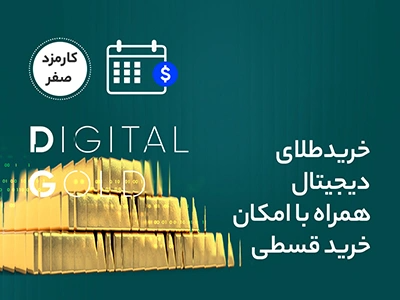 کارمزد
صفر
$
DIGITAL
GOLD
خریدطلای
دیجیتال
همراه با امکان
خرید قسطی